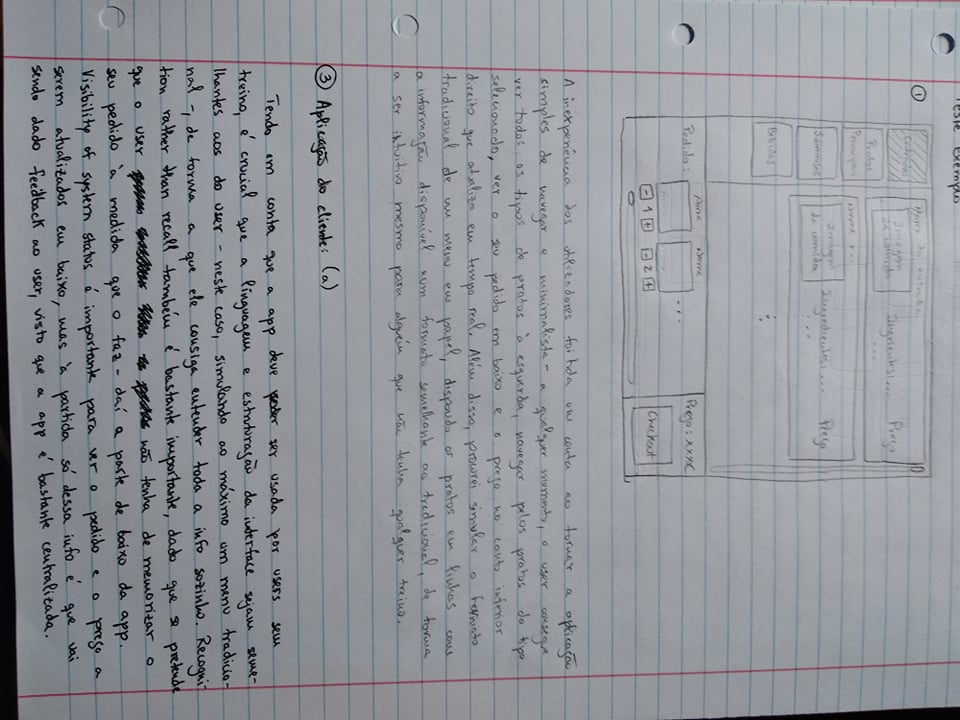 Teste Exemplo
①
Entradas
Pratos
Principais
Sobremesas
Bebidas
Nome da entrada
Imagem
da comida
Ingredientes:...
...
Preço
Nome ...
Imagem
da comida
Ingredientes:...
...
Preço
Pedido:
Nome
Nome
...
- 1 +
- 2 +
Preço: xxx€
Checkout
A inexperiência dos utilizadores foi tida em conta ao tornar a aplicação
simples de navegar e minimalista - a qualquer momento, o user consegue
ver todos os tipos de pratos à esquerda, navegar pelos pratos do tipo
selecionado, ver o seu pedido em baixo e o preço no canto inferior
direito que atualiza em tempo real. Além disso, procurei simular o formato
tradicional de um menu em papel, dispondo os pratos em linhas com
a informação disponível num formato semelhante ao tradicional, de forma
a ser intuitivo mesmo para alguém que não tenha qualquer treino.
③ Aplicação do cliente: (a)
Tendo em conta que a app deve poder ser usada por users sem
treino, é crucial que a linguagem e estruturação da interface sejam seme-
lhantes aos do user - neste caso, simulando ao máximo um menu tradicio-
nal -, de forma a que ele consiga entender toda a info sozinho. Recogni-
tion rather than recall também é bastante importante, dado que se pretende
que o user não tenha de memorizar o
seu pedido à medida que o faz - daí a parte de baixo da app.
Visibility of system status é importante para ver o pedido e o preço a
serem atualizados em baixo, mas à partida só dessa info é que vai
sendo dado feedback ao user, visto que a app é bastante centralizada.